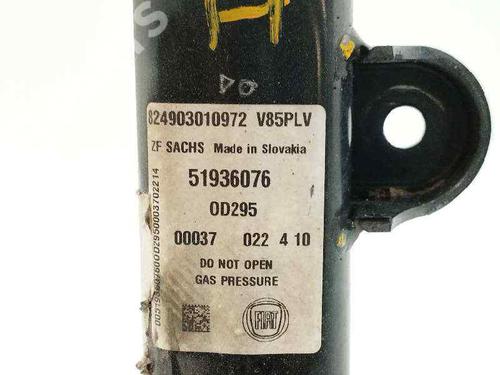 824903010972 V85PLV
ZF SACHS Made in Slovakia
51936076
OD295
00037 022 4 10
DO NOT OPEN
GAS PRESSURE
FIAT